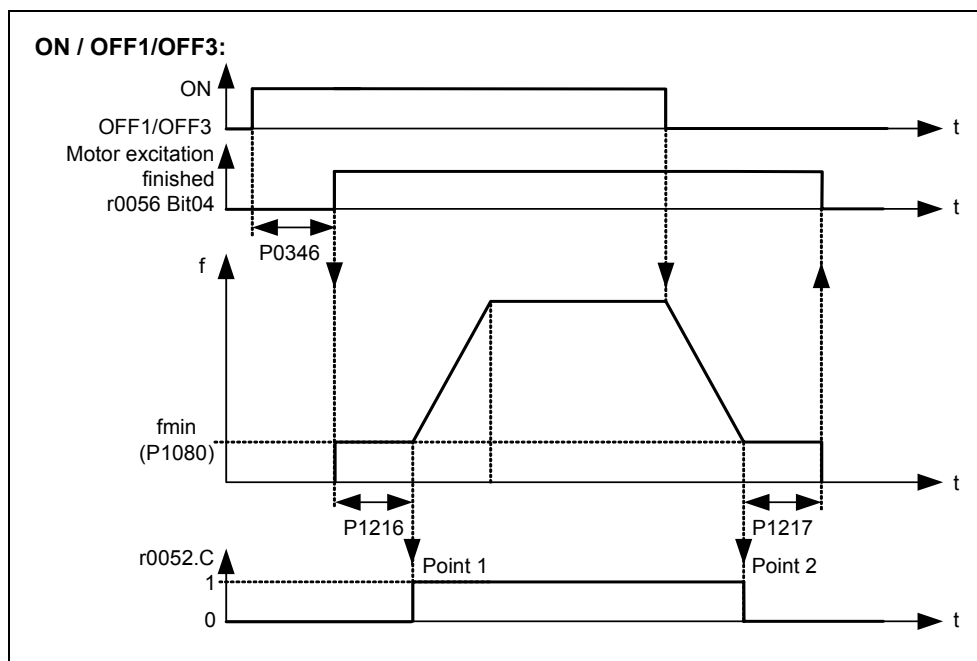 ON / OFF1/OFF3:
ON
OFF1/OFF3
t
Motor excitation
finished
r0056 Bit04
t
P0346
f
fmin
(P1080)
t
P1216
P1217
r0052.C
Point 1
Point 2
1
0
t